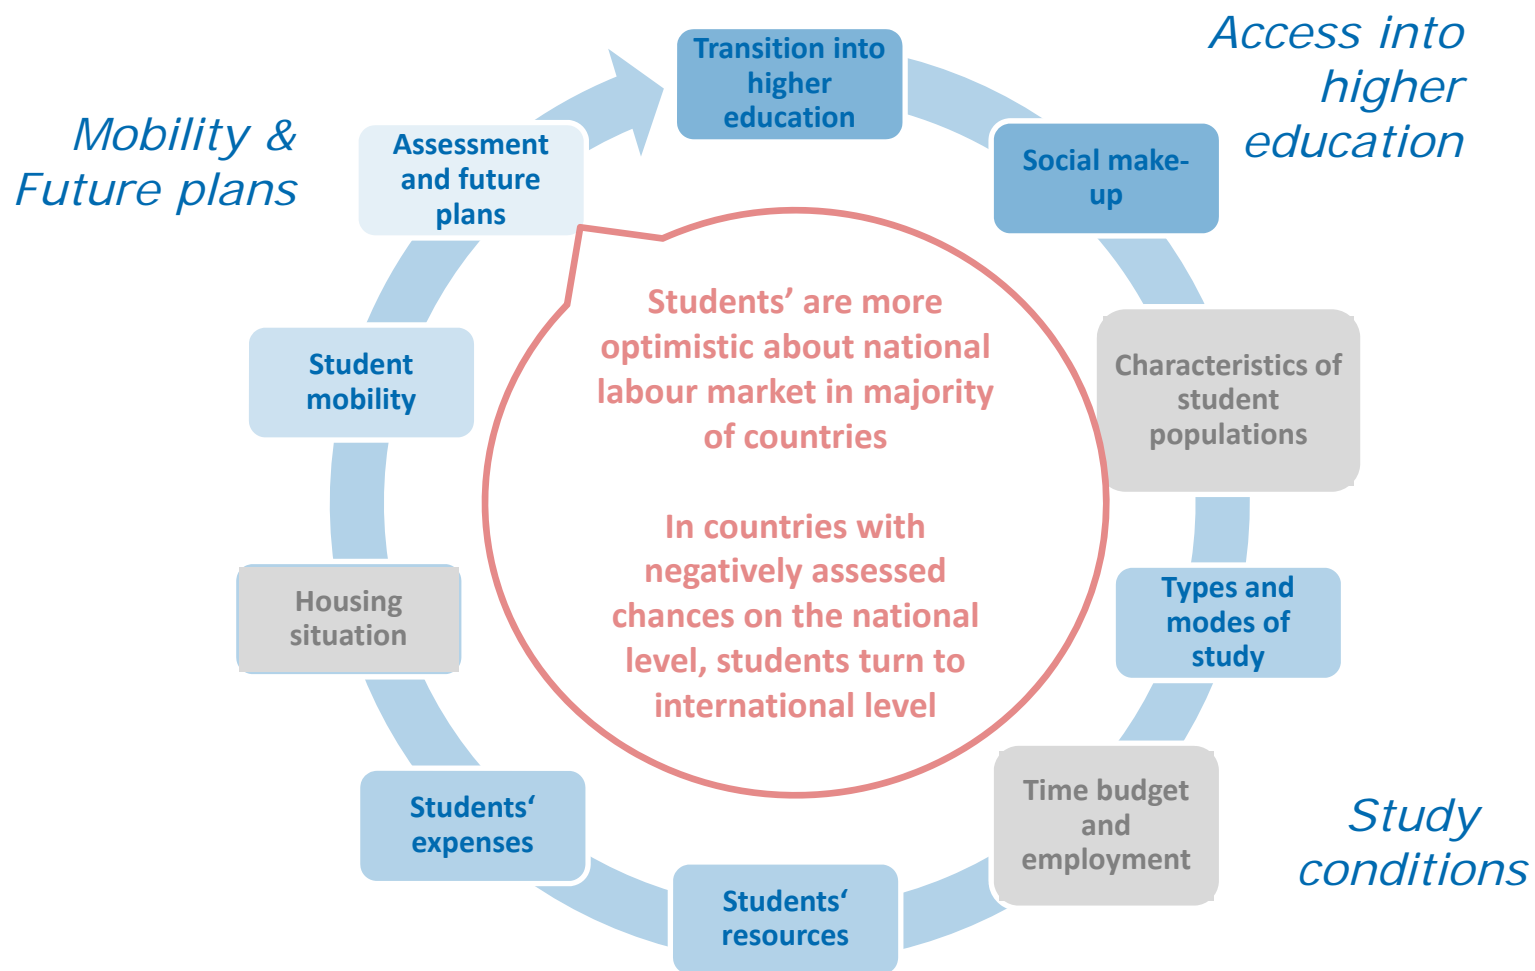 Access into
higher
education
Mobility &
Future plans
Transition into
higher
education
Social make-
up
Characteristics of
student
populations
Types and
modes of
study
Time budget
and
employment
Study
conditions
Students‘
resources
Students‘
expenses
Housing
situation
Student
mobility
Assessment
and future
plans
Students’ are more
optimistic about national
labour market in majority
of countries
In countries with
negatively assessed
chances on the national
level, students turn to
international level